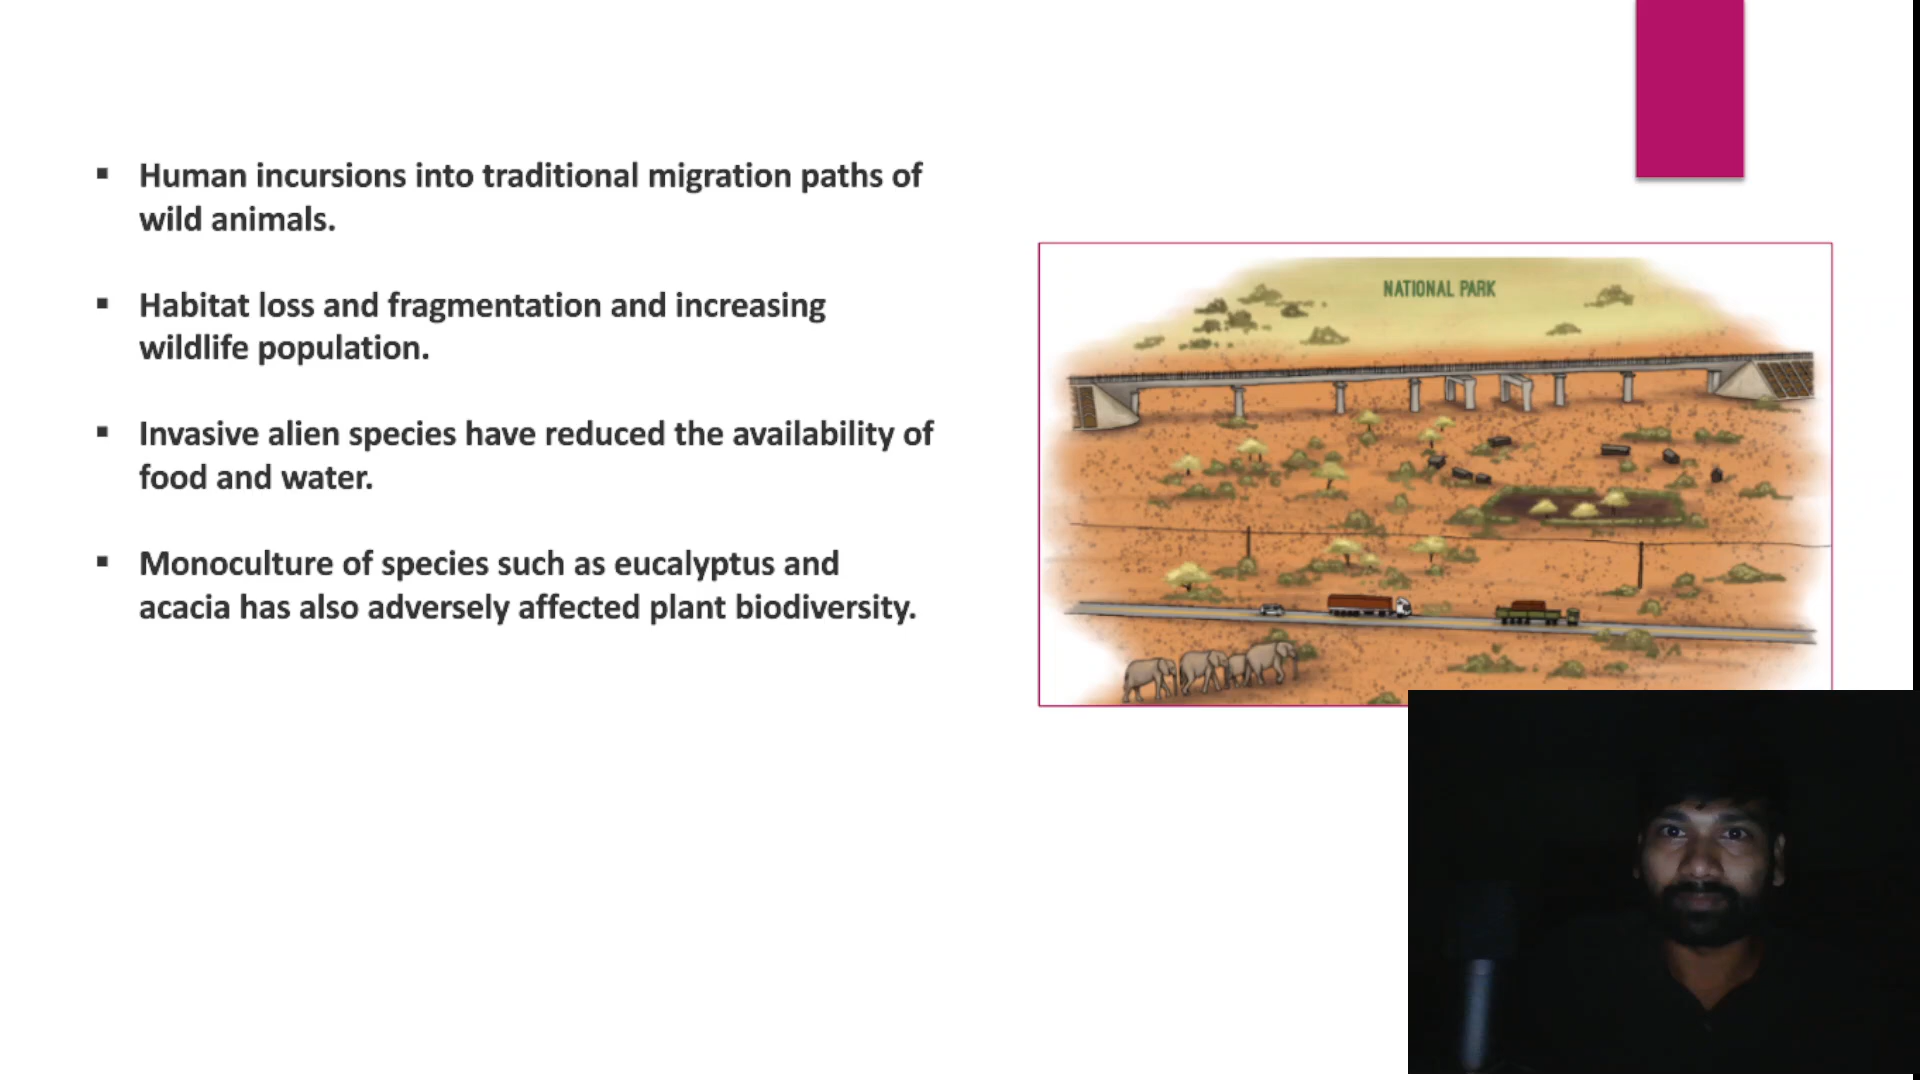 ▪ Human incursions into traditional migration paths of
wild animals.
▪ Habitat loss and fragmentation and increasing
wildlife population.
▪ Invasive alien species have reduced the availability of
food and water.
▪ Monoculture of species such as eucalyptus and
acacia has also adversely affected plant biodiversity.
NATIONAL PARK